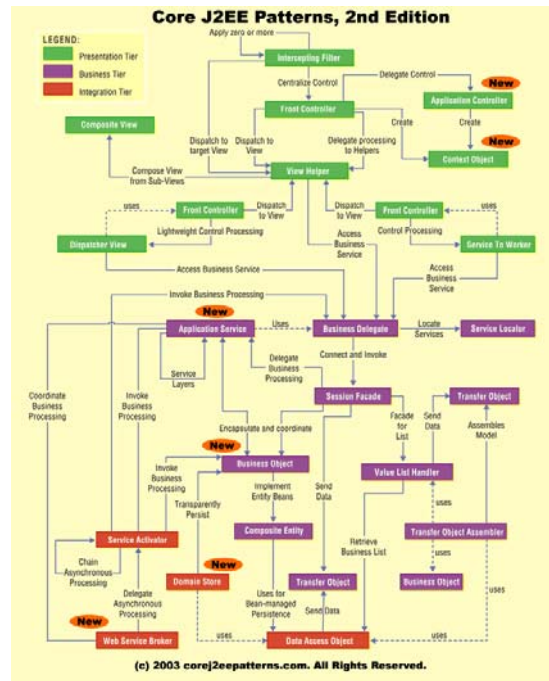 Core J2EE Patterns, 2nd Edition
LEGEND:
Presentation Tier
Business Tier
Integration Tier
Apply zero or more
Intercepting Filter
Centralize Control
Delegate Control
New
Application Controller
Front Controller
Composite View
Dispatch to
target View
Dispatch to
View
Delegate processing
to Helpers
Create
Create
New
Context Object
Compose View
from Sub-Views
View Helper
uses
Front Controller
Dispatch
to View
Dispatch
to View
Front Controller
uses
Lightweight Control Processing
Control Processing
Dispatcher View
Access
Business
Service
Service To Worker
Access Business Service
Access
Business
Service
Invoke Business Processing
New
Application Service
Uses
Business Delegate
Locate
Services
Service Locator
Service
Layers
Delegate
Business
Processing
Connect and Invoke
Coordinate
Business
Processing
Invoke
Business
Processing
Session Facade
Transfer Object
Encapsulate and coordinate
Facade
for
List
Send
Data
Assembles
Model
New
Business Object
Invoke
Business
Processing
Value List Handler
Transparently
Persist
Implement
Entity Beans
Send
Data
uses
Service Activator
Composite Entity
Retrieve
Business List
Transfer Object Assembler
Chain
Asynchronous
Processing
New
Domain Store
uses
Transfer Object
Business Object
Delegate
Asynchronous
Processing
Uses for
Bean-managed
Persistence
Send Data
New
Web Service Broker
uses
Data Access Object
uses
(c) 2003 corej2eepatterns.com. All Rights Reserved.